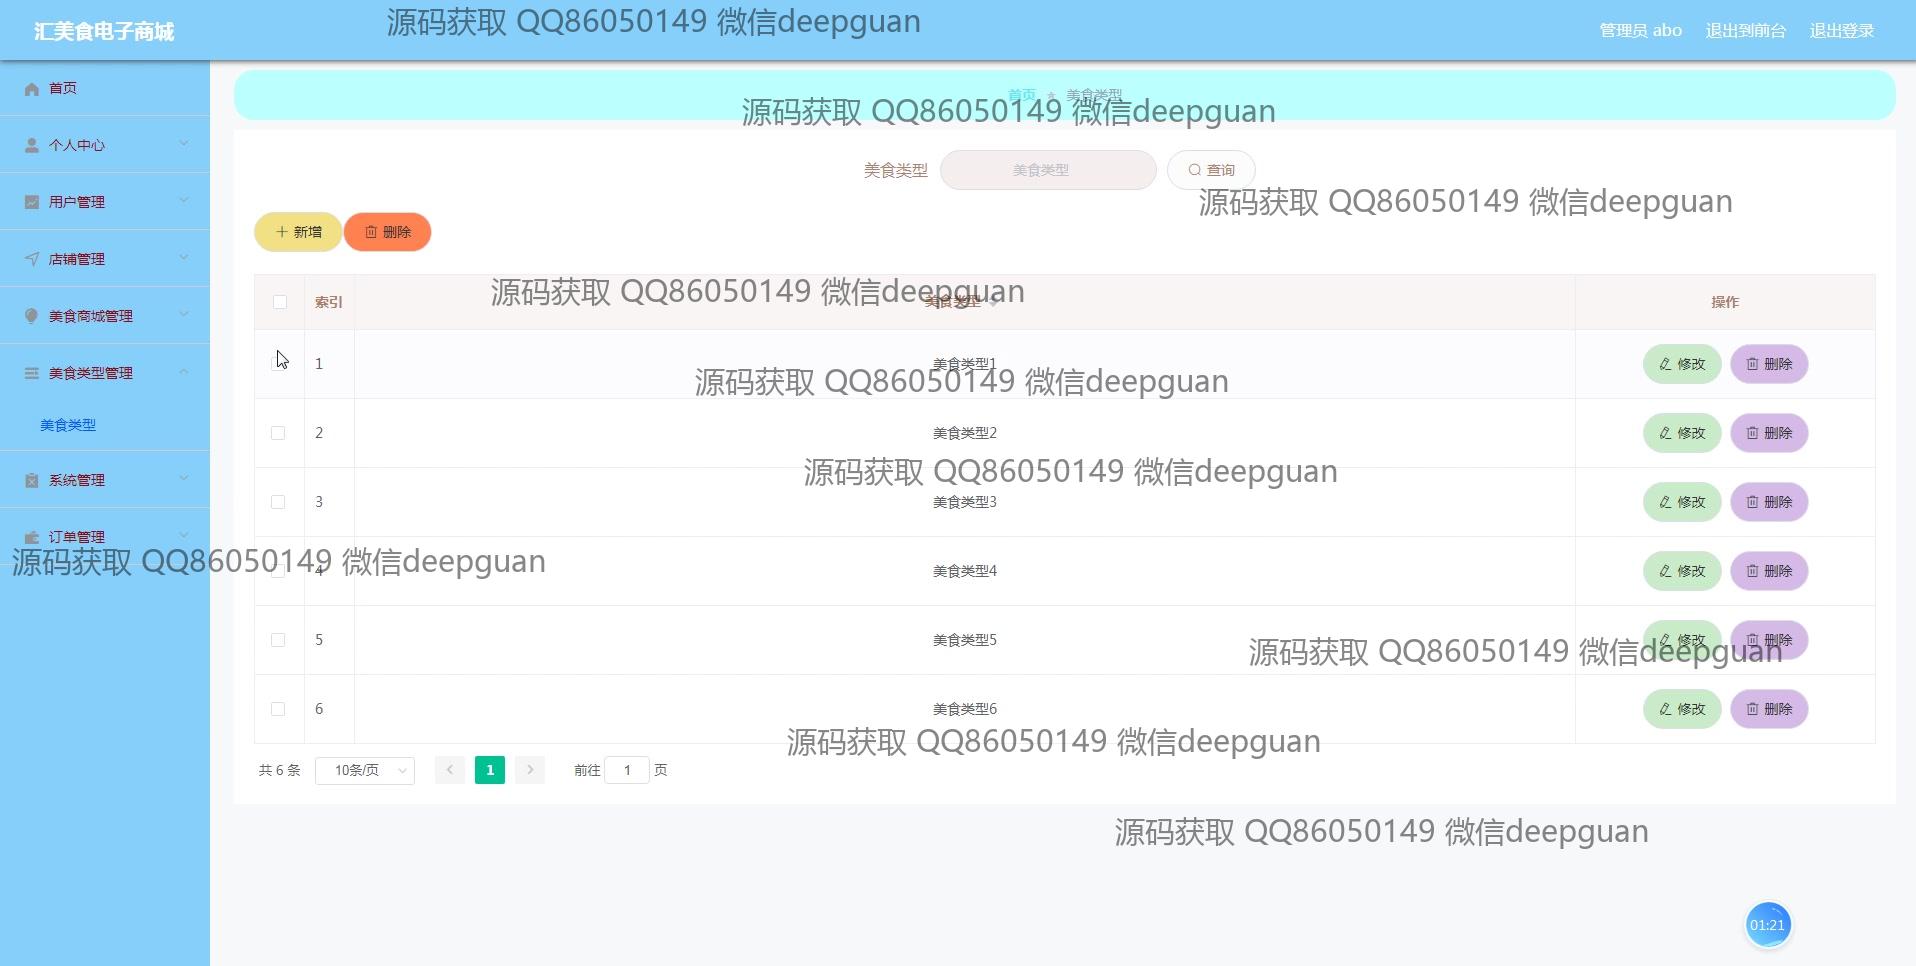 汇美食电子商城
源码获取 QQ86050149 微信deepguan
管理员 abo 退出到前台 退出登录
首页
首页 美食类型
源码获取 QQ86050149 微信deepguan
个人中心
美食类型 美食类型 查询
用户管理
源码获取 QQ86050149 微信deepguan
新增 删除
店铺管理
源码获取 QQ86050149 微信deepguan
索引 美食类型 操作
美食商城管理
1 美食类型1 修改 删除
美食类型管理
源码获取 QQ86050149 微信deepguan
美食类型
2 美食类型2 修改 删除
源码获取 QQ86050149 微信deepguan
系统管理
3 美食类型3 修改 删除
订单管理
源码获取 QQ86050149 微信deepguan
4 美食类型4 修改 删除
5 美食类型5 修改 删除
源码获取 QQ86050149 微信deepguan
6 美食类型6 修改 删除
源码获取 QQ86050149 微信deepguan
共 6 条 10条/页 1 前往 1 页
源码获取 QQ86050149 微信deepguan
01:21